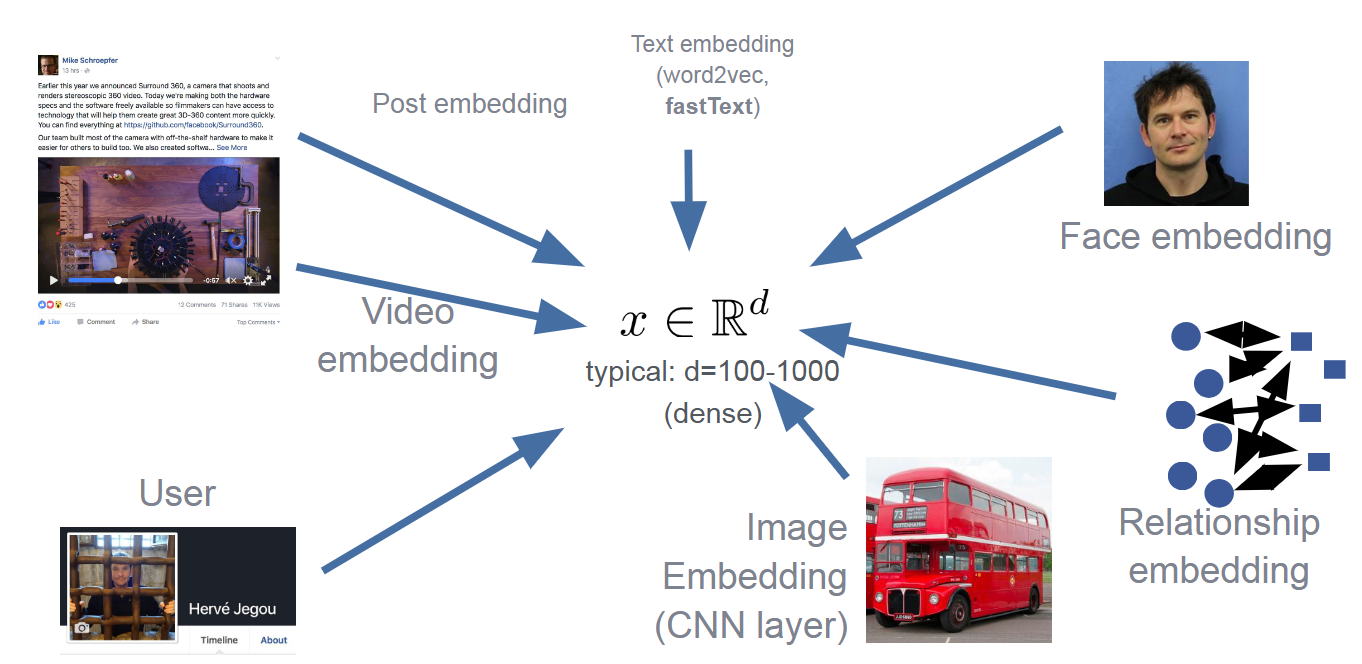 Mike Schroepfer
13 hrs ·
Earlier this year we announced Surround 360, a camera that shoots and
renders stereoscopic 360 video. Today we're making both the hardware
specs and the software freely available so filmmakers can have access to
technology that will help them create great 3D-360 content more quickly.
You can find everything at https://github.com/facebook/Surround360.
Our team built most of the camera with off-the-shelf hardware to make it
easier for others to build too. We also created softwa... See More
-0:57
425
12 Comments 71 Shares 11K Views
Like Comment Share Top Comments
Post embedding
Text embedding
(word2vec,
fastText)
Face embedding
Video
embedding
x ∈ ℝᵈ
typical: d=100-1000
(dense)
User
Hervé Jegou
Timeline About
Image
Embedding
(CNN layer)
73
Relationship
embedding